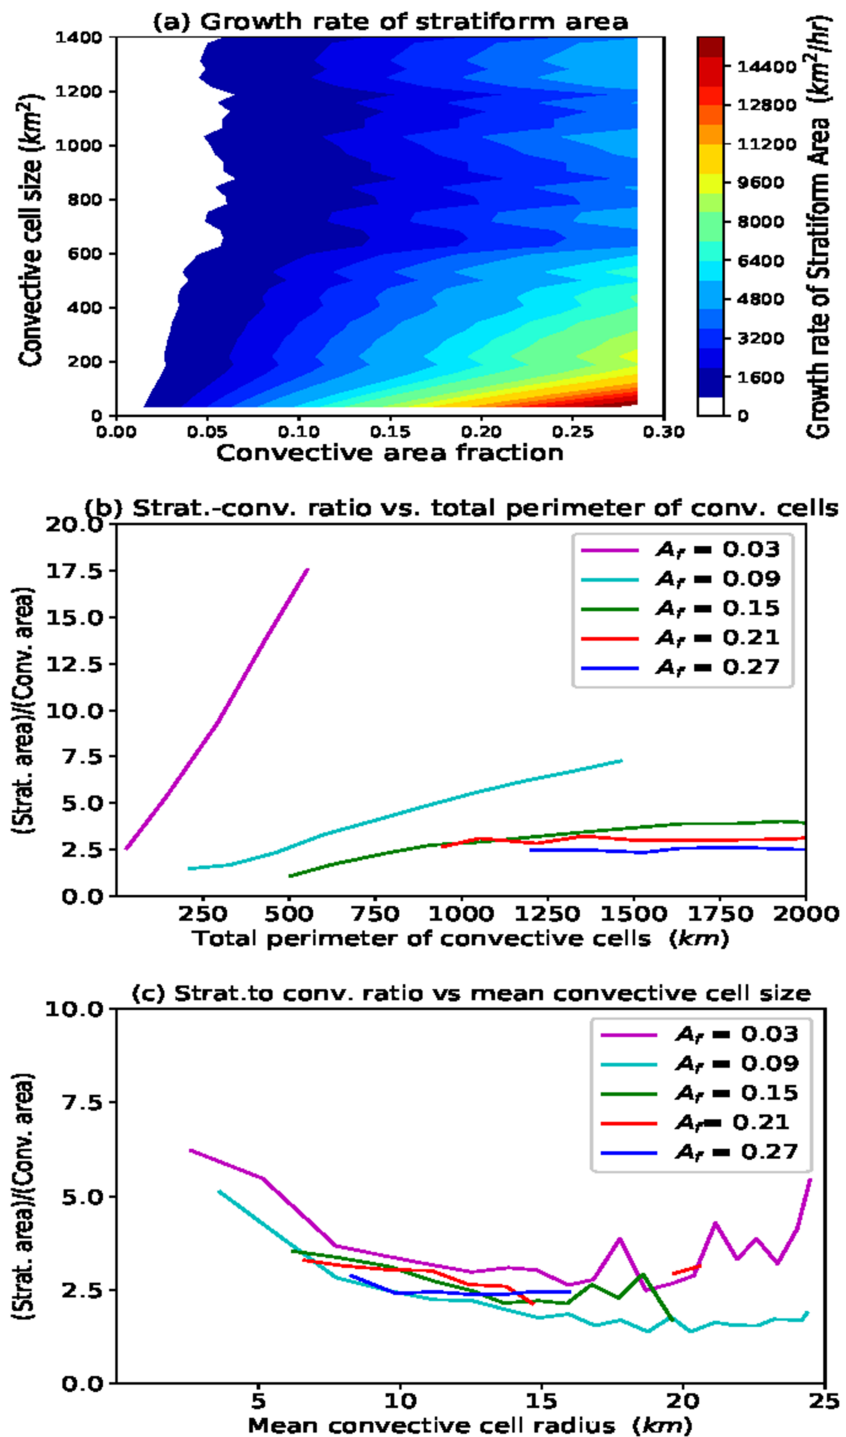 (a) Growth rate of stratiform area
1400
1200
1000
800
600
400
200
0
Convective cell size (km²)
0.00 0.05 0.10 0.15 0.20 0.25 0.30
Convective area fraction
14400
12800
11200
9600
8000
6400
4800
3200
1600
0
Growth rate of Stratiform Area (km²/hr)
(b) Strat.-conv. ratio vs. total perimeter of conv. cells
20.0
17.5
15.0
12.5
10.0
7.5
5.0
2.5
0.0
(Strat. area)/(Conv. area)
A_f = 0.03
A_f = 0.09
A_f = 0.15
A_f = 0.21
A_f = 0.27
250 500 750 1000 1250 1500 1750 2000
Total perimeter of convective cells (km)
(c) Strat.to conv. ratio vs mean convective cell size
10.0
7.5
5.0
2.5
0.0
(Strat. area)/(Conv. area)
A_f = 0.03
A_f = 0.09
A_f = 0.15
A_f= 0.21
A_f = 0.27
5 10 15 20 25
Mean convective cell radius (km)